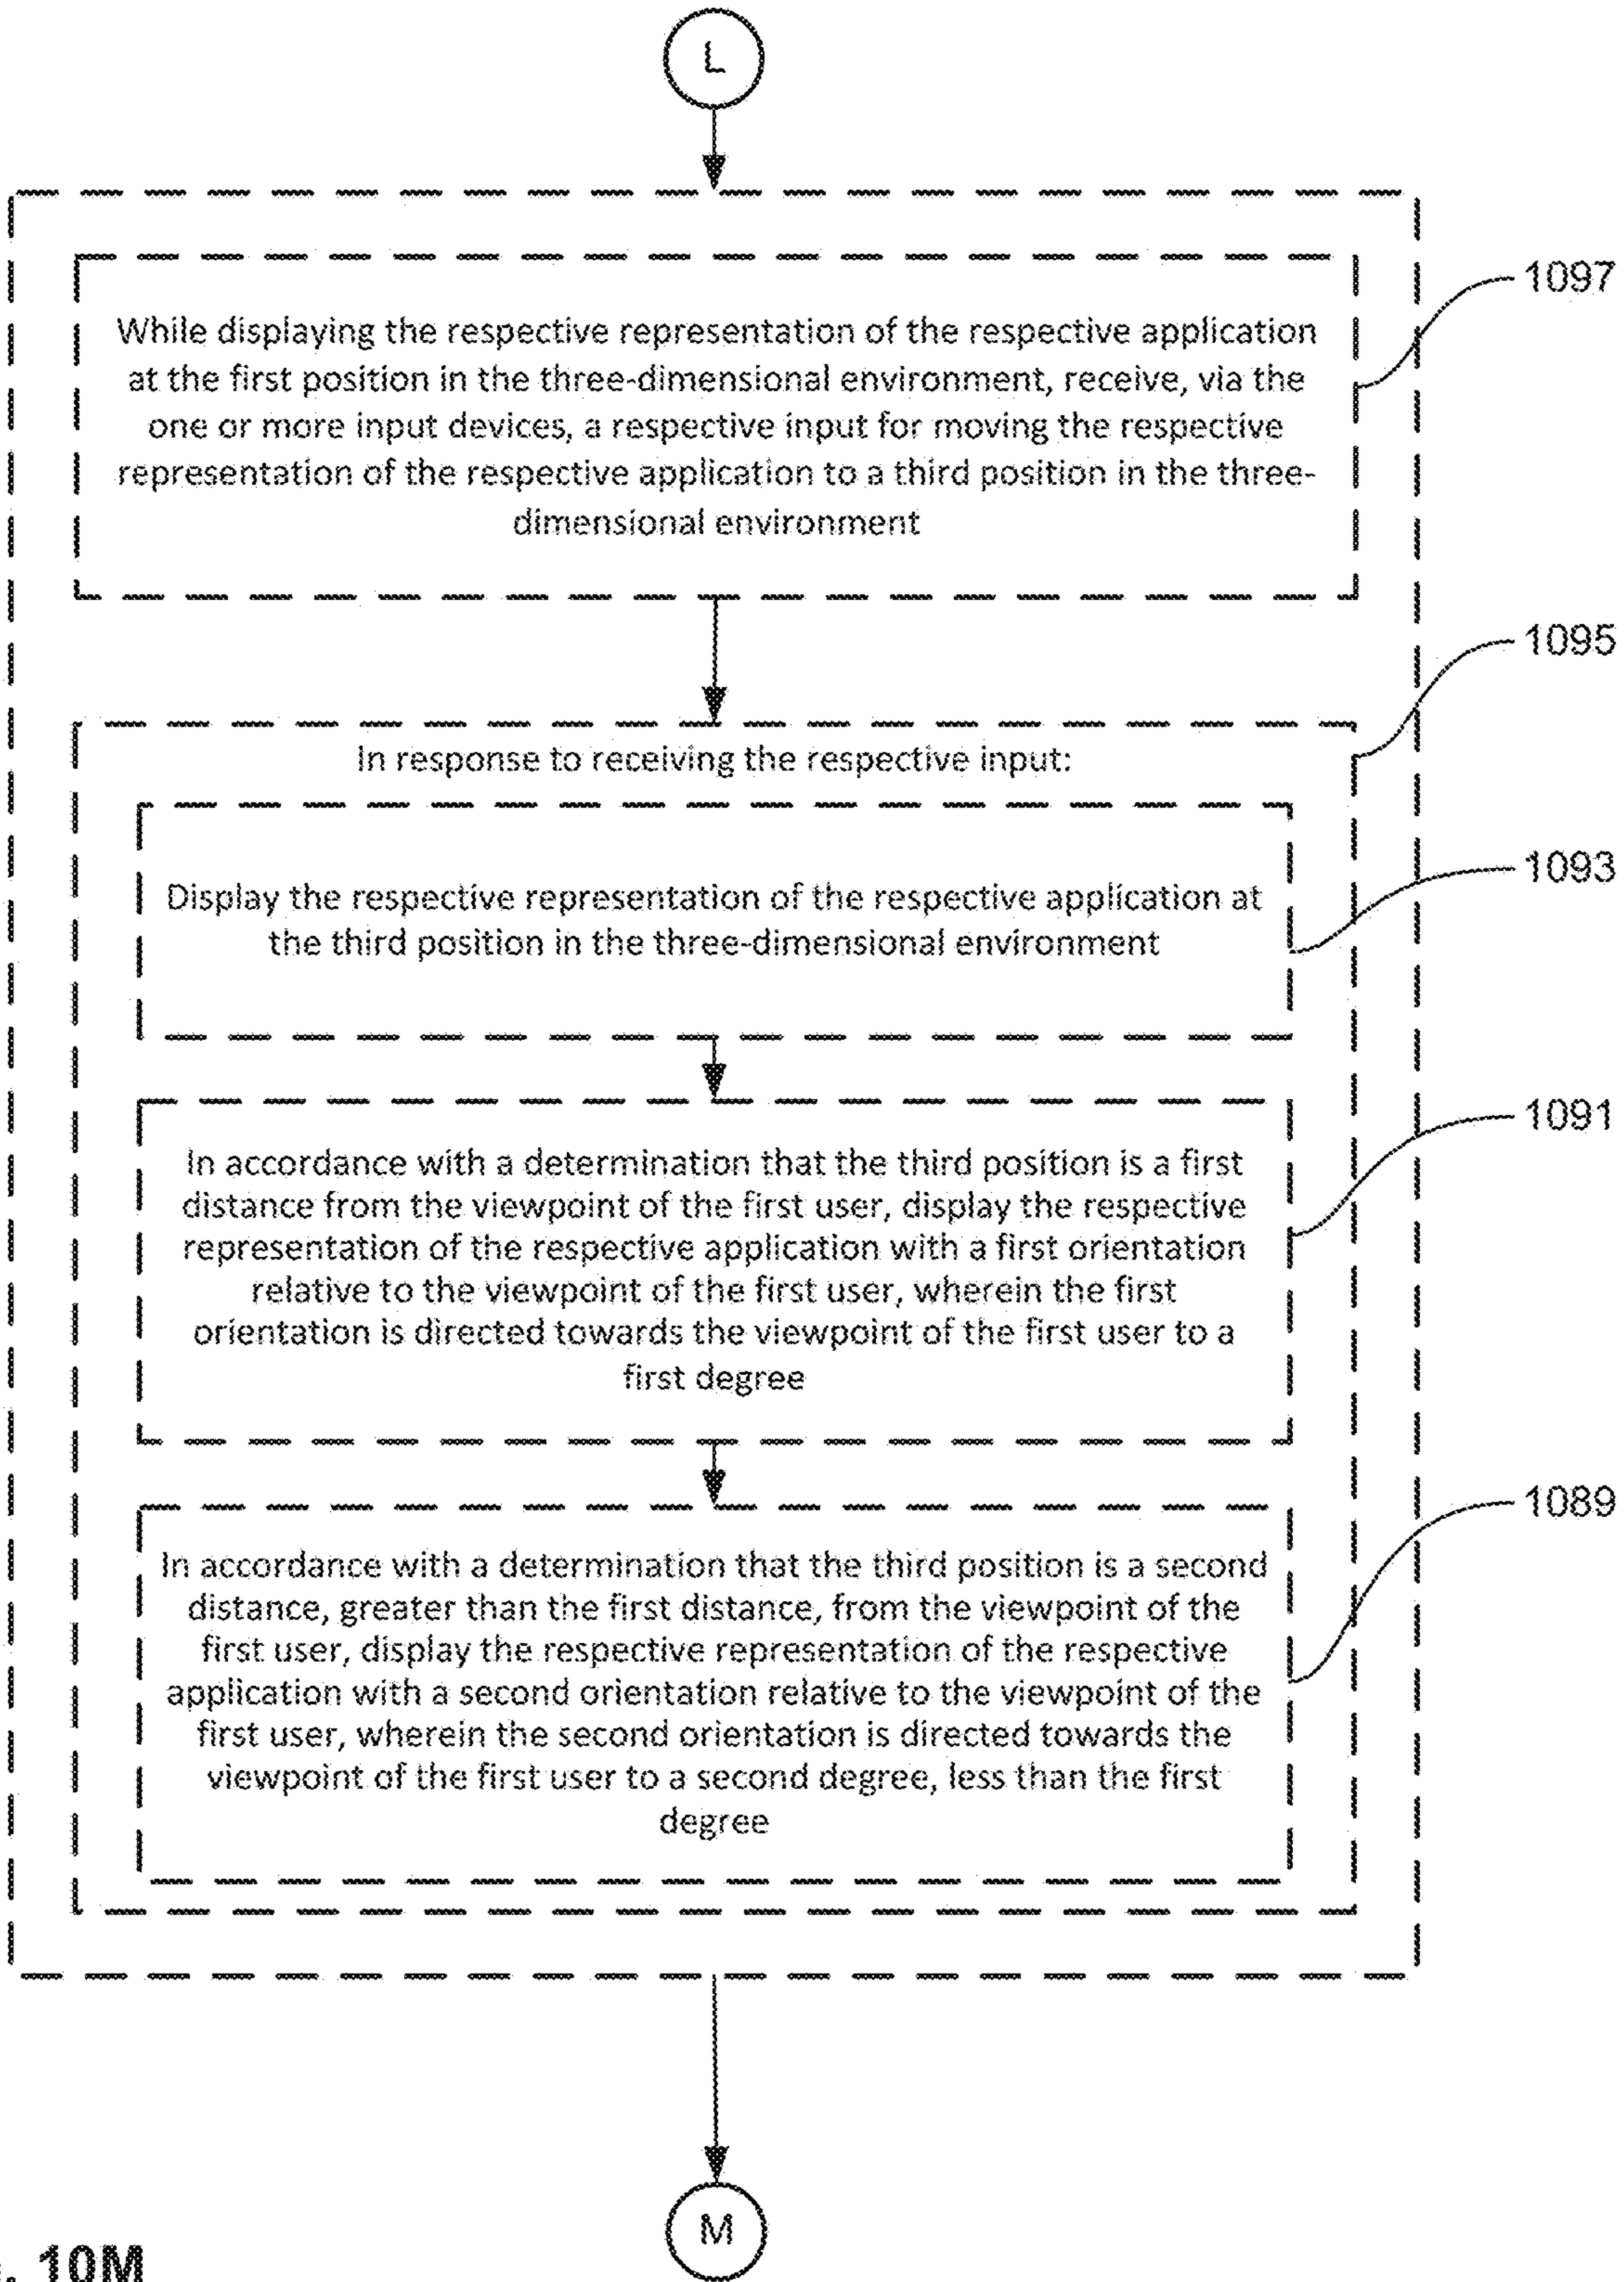 L
While displaying the respective representation of the respective application
at the first position in the three-dimensional environment, receive, via the
one or more input devices, a respective input for moving the respective
representation of the respective application to a third position in the three-
dimensional environment
1097
In response to receiving the respective input:
1095
Display the respective representation of the respective application at
the third position in the three-dimensional environment
1093
In accordance with a determination that the third position is a first
distance from the viewpoint of the first user, display the respective
representation of the respective application with a first orientation
relative to the viewpoint of the first user, wherein the first
orientation is directed towards the viewpoint of the first user to a
first degree
1091
In accordance with a determination that the third position is a second
distance, greater than the first distance, from the viewpoint of the
first user, display the respective representation of the respective
application with a second orientation relative to the viewpoint of the
first user, wherein the second orientation is directed towards the
viewpoint of the first user to a second degree, less than the first
degree
1089
M
10M